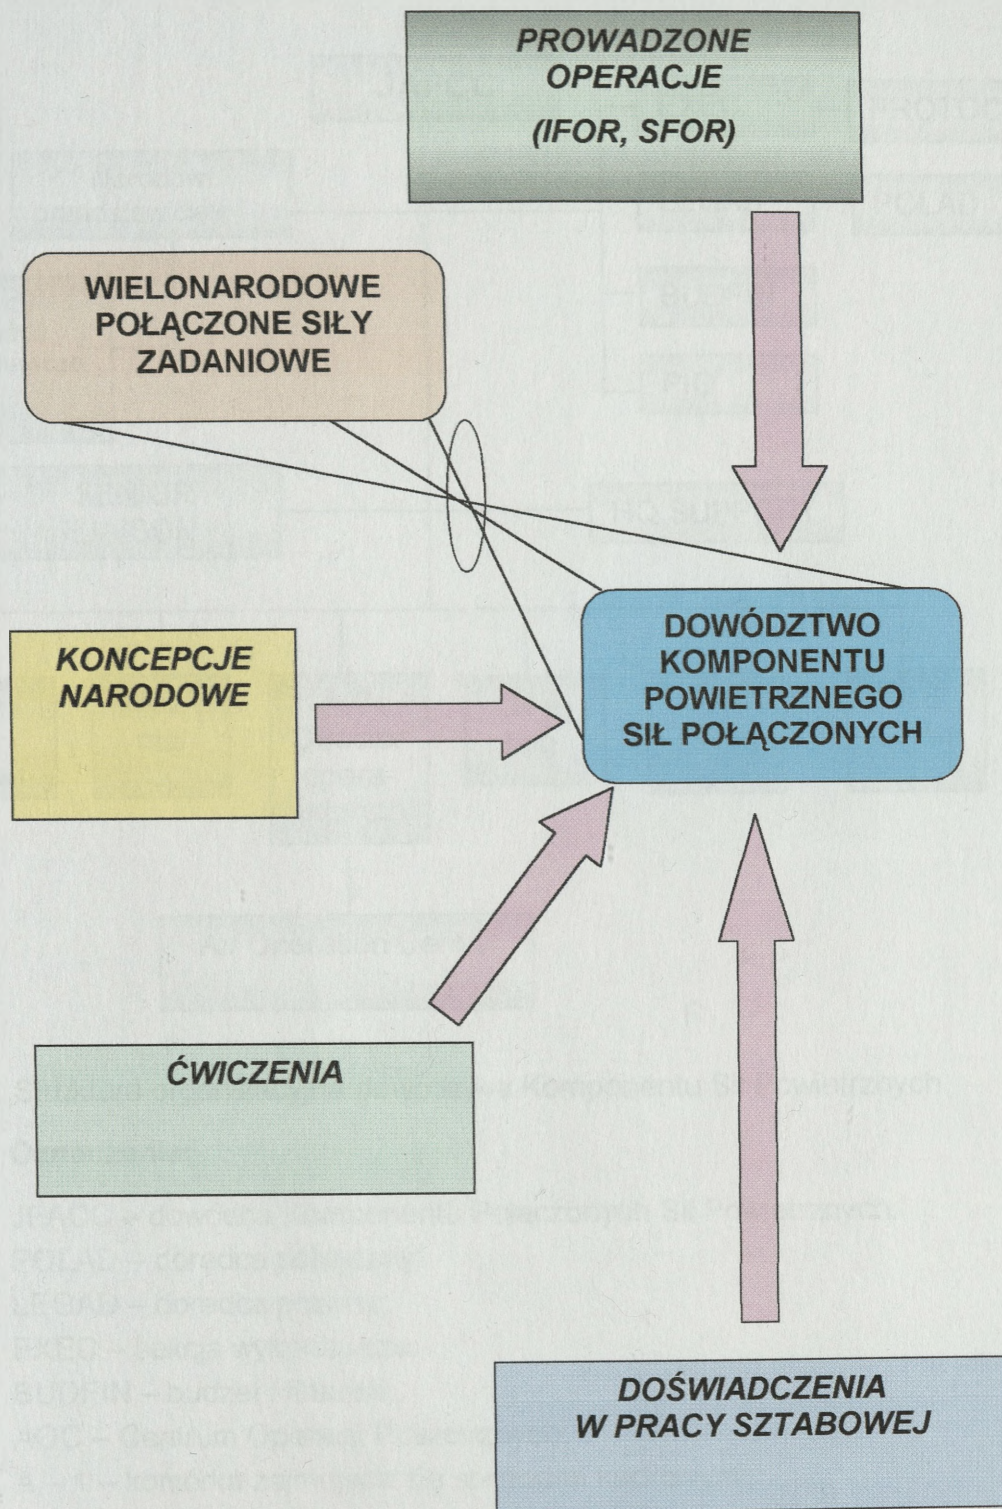 PROWADZONE
OPERACJE
(IFOR, SFOR)
WIELONARODOWE
POŁĄCZONE SIŁY
ZADANIOWE
KONCEPCJE
NARODOWE
DOWÓDZTWO
KOMPONENTU
POWIETRZNEGO
SIŁ POŁĄCZONYCH
ĆWICZENIA
DOŚWIADCZENIA
W PRACY SZTABOWEJ